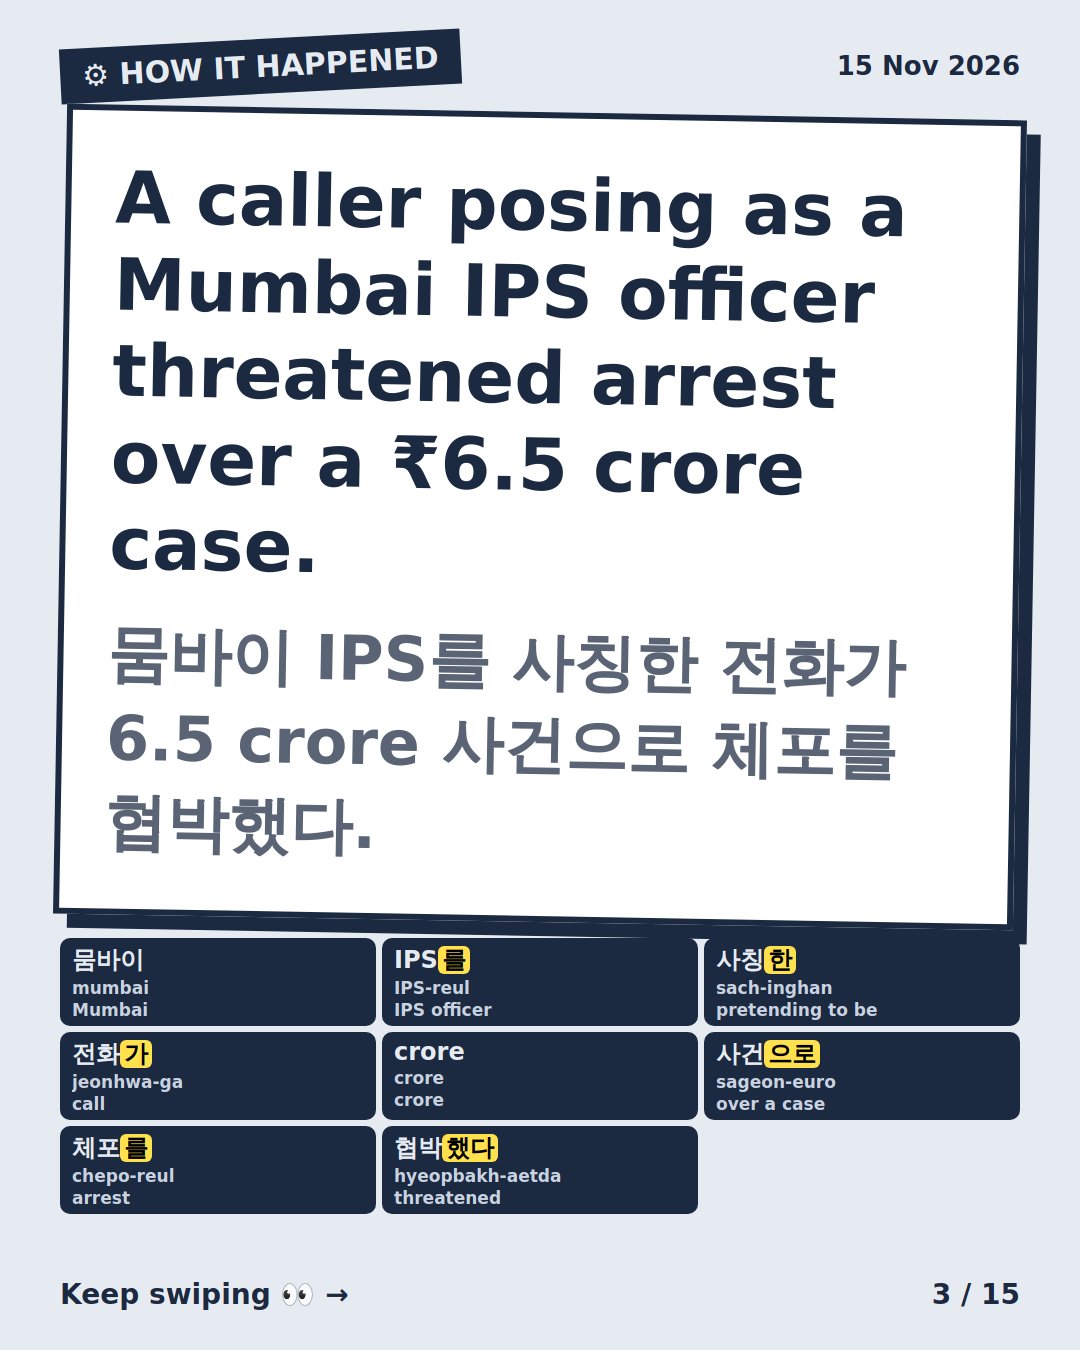 ⚙ HOW IT HAPPENED
15 Nov 2026
A caller posing as a
Mumbai IPS officer
threatened arrest
over a ₹6.5 crore
case.
뭄바이 IPS를 사칭한 전화가
6.5 crore 사건으로 체포를
협박했다.
뭄바이
mumbai
Mumbai
IPS를
IPS-reul
IPS officer
사칭한
sach-inghan
pretending to be
전화가
jeonhwa-ga
call
crore
crore
crore
사건으로
sageon-euro
over a case
체포를
chepo-reul
arrest
협박했다
hyeopbakh-aetda
threatened
Keep swiping 👀 →
3 / 15